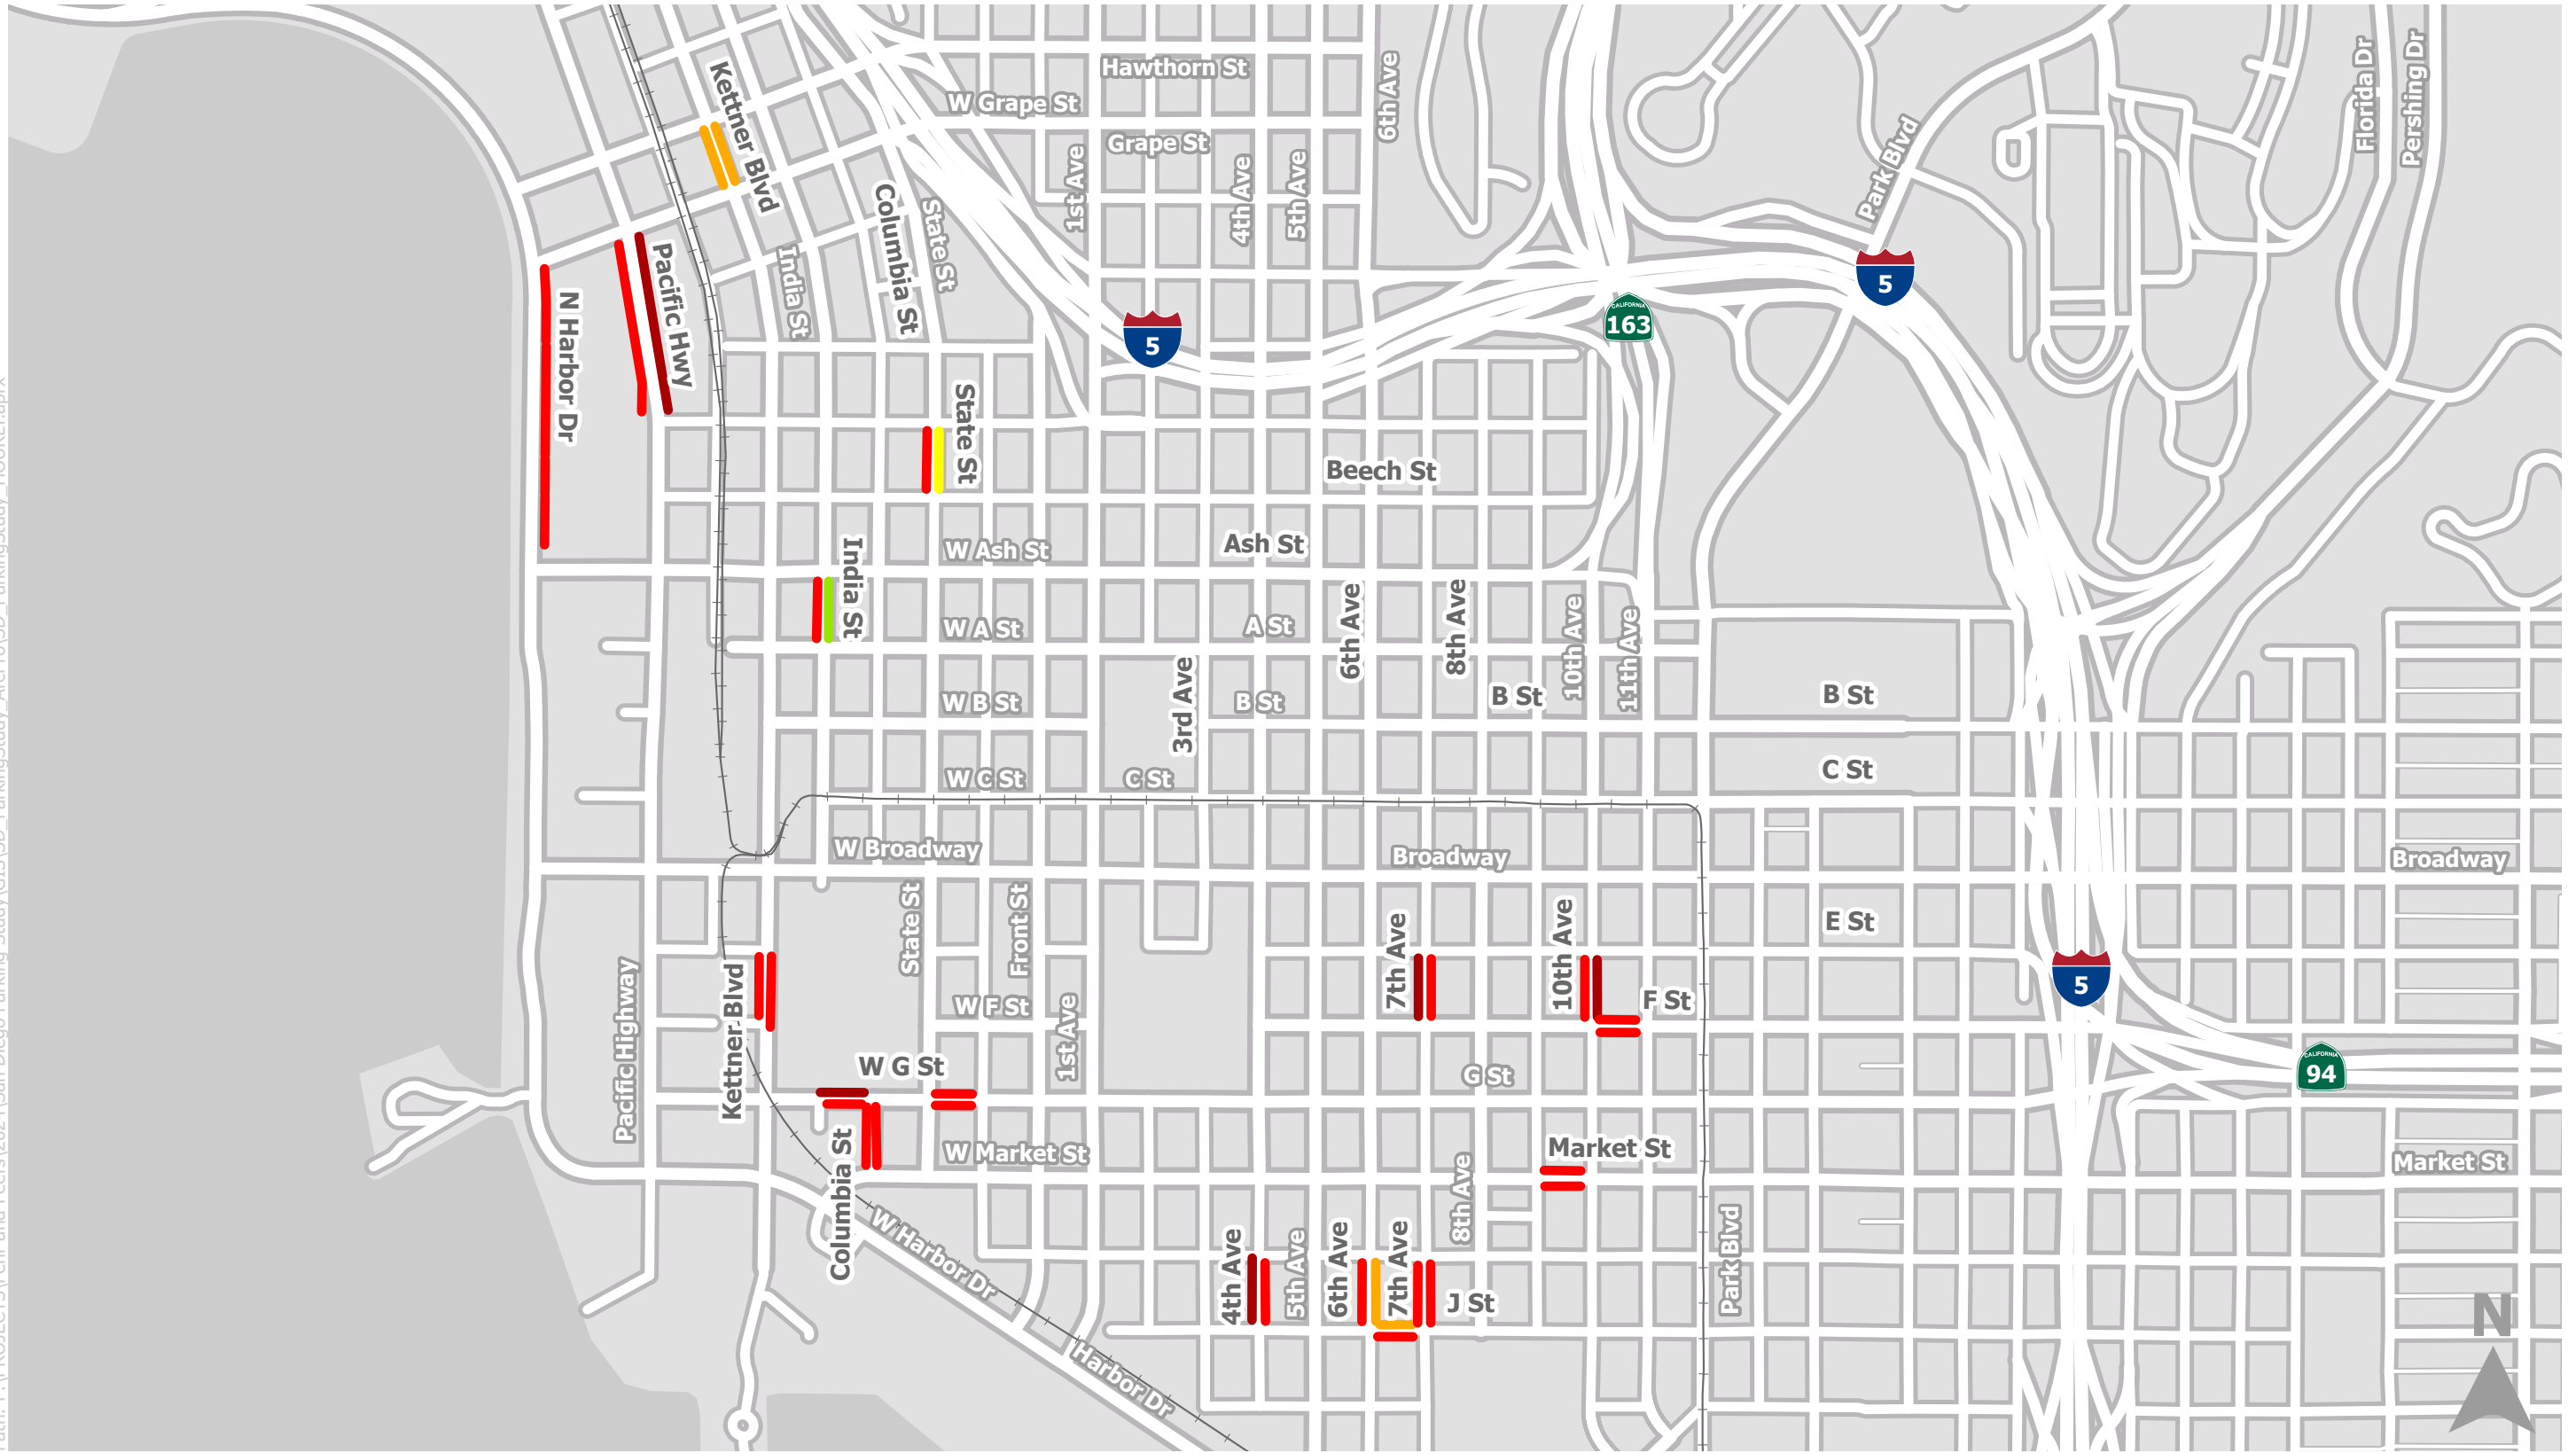 Hawthorn St
W Grape St
Grape St
Kettner Blvd
6th Ave
Florida Dr
Pershing Dr
Park Blvd
Columbia St
State St
1st Ave
4th Ave
5th Ave
India St
Pacific Hwy
N Harbor Dr
5
CALIFORNIA
163
5
State St
Beech St
W Ash St
Ash St
India St
W A St
A St
6th Ave
8th Ave
10th Ave
11th Ave
W B St
3rd Ave
B St
B St
B St
W C St
C St
C St
W Broadway
Broadway
Broadway
State St
Front St
7th Ave
10th Ave
E St
5
Pacific Highway
Kettner Blvd
W F St
1st Ave
F St
W G St
G St
CALIFORNIA
94
Columbia St
W Market St
Market St
Market St
8th Ave
W Harbor Dr
4th Ave
5th Ave
6th Ave
7th Ave
J St
Park Blvd
Harbor Dr
N